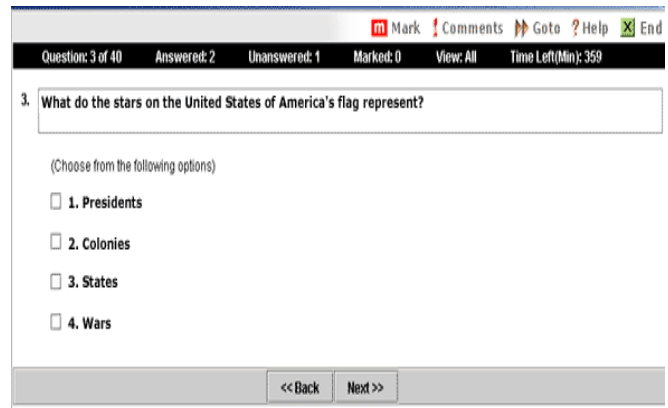 m Mark ! Comments Goto ? Help X End
Question: 3 of 40 Answered: 2 Unanswered: 1 Marked: 0 View: All Time Left(Min): 359
3. What do the stars on the United States of America's flag represent?
(Choose from the following options)
1. Presidents
2. Colonies
3. States
4. Wars
<< Back Next >>